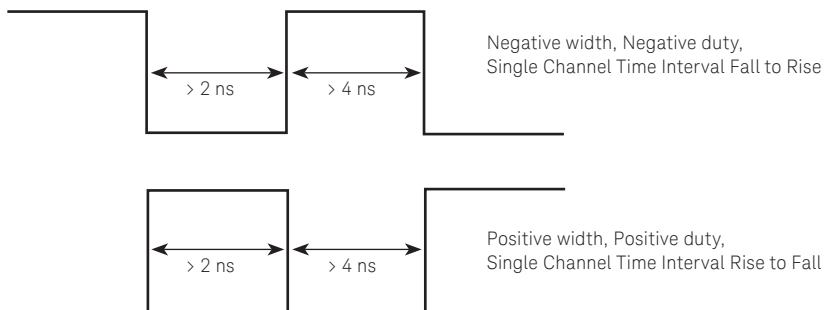 Negative width, Negative duty,
Single Channel Time Interval Fall to Rise
> 2 ns
> 4 ns
Positive width, Positive duty,
Single Channel Time Interval Rise to Fall
> 2 ns
> 4 ns